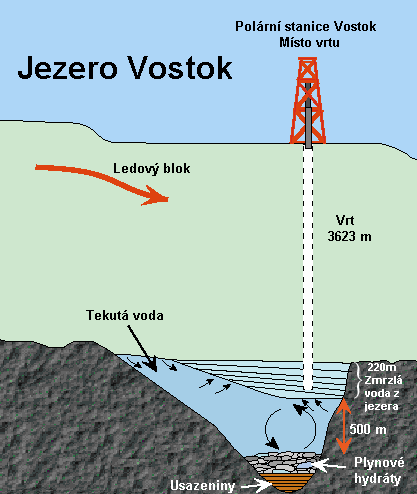 Polární stanice Vostok
Místo vrtu
Jezero Vostok
Ledový blok
Vrt
3623 m
Tekutá voda
220m
Zmrzlá
voda z
jezera
500 m
Plynové
hydráty
Usazeniny